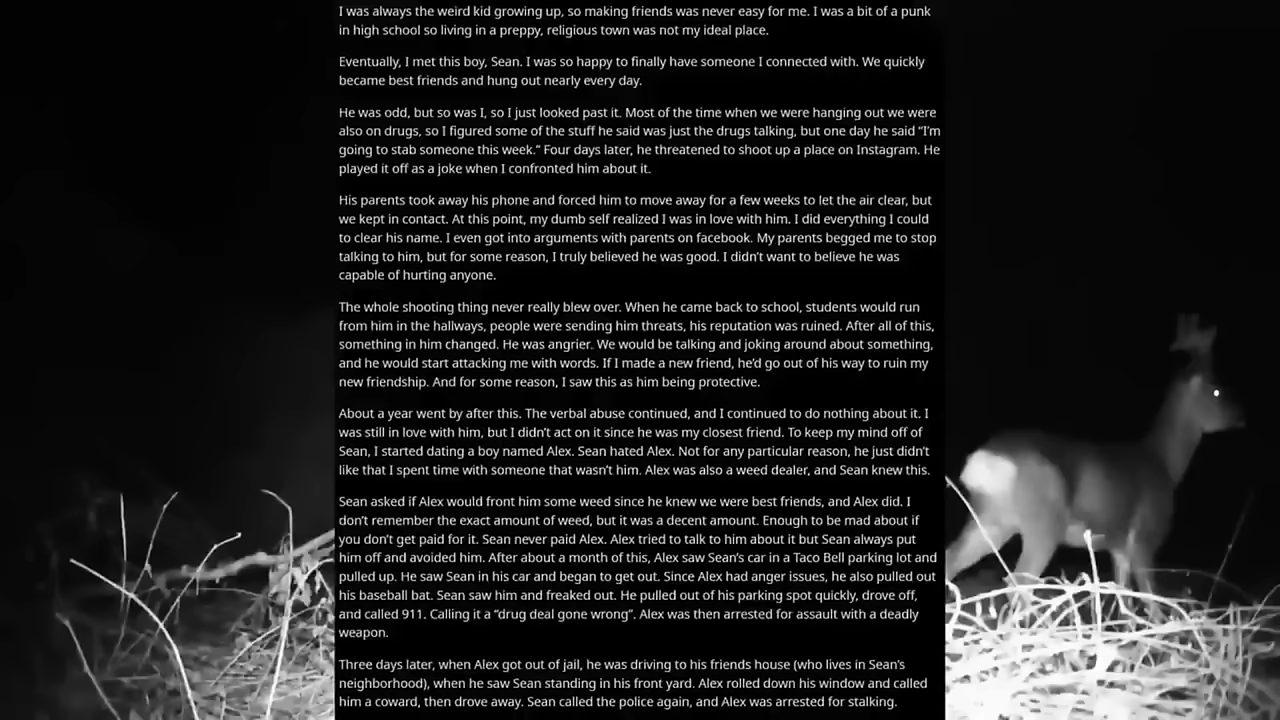 I was always the weird kid growing up, so making friends was never easy for me. I was a bit of a punk
in high school so living in a preppy, religious town was not my ideal place.
Eventually, I met this boy, Sean. I was so happy to finally have someone I connected with. We quickly
became best friends and hung out nearly every day.
He was odd, but so was I, so I just looked past it. Most of the time when we were hanging out we were
also on drugs, so I figured some of the stuff he said was just the drugs talking, but one day he said “I’m
going to stab someone this week.” Four days later, he threatened to shoot up a place on Instagram. He
played it off as a joke when I confronted him about it.
His parents took away his phone and forced him to move away for a few weeks to let the air clear, but
we kept in contact. At this point, my dumb self realized I was in love with him. I did everything I could
to clear his name. I even got into arguments with parents on facebook. My parents begged me to stop
talking to him, but for some reason, I truly believed he was good. I didn’t want to believe he was
capable of hurting anyone.
The whole shooting thing never really blew over. When he came back to school, students would run
from him in the hallways, people were sending him threats, his reputation was ruined. After all of this,
something in him changed. He was angrier. We would be talking and joking around about something,
and he would start attacking me with words. If I made a new friend, he’d go out of his way to ruin my
new friendship. And for some reason, I saw this as him being protective.
About a year went by after this. The verbal abuse continued, and I continued to do nothing about it. I
was still in love with him, but I didn’t act on it since he was my closest friend. To keep my mind off of
Sean, I started dating a boy named Alex. Sean hated Alex. Not for any particular reason, he just didn’t
like that I spent time with someone that wasn’t him. Alex was also a weed dealer, and Sean knew this.
Sean asked if Alex would front him some weed since he knew we were best friends, and Alex did. I
don’t remember the exact amount of weed, but it was a decent amount. Enough to be mad about if
you don’t get paid for it. Sean never paid Alex. Alex tried to talk to him about it but Sean always put
him off and avoided him. After about a month of this, Alex saw Sean’s car in a Taco Bell parking lot and
pulled up. He saw Sean in his car and began to get out. Since Alex had anger issues, he also pulled out
his baseball bat. Sean saw him and freaked out. He pulled out of his parking spot quickly, drove off,
and called 911. Calling it a “drug deal gone wrong”. Alex was then arrested for assault with a deadly
weapon.
Three days later, when Alex got out of jail, he was driving to his friends house (who lives in Sean’s
neighborhood), when he saw Sean standing in his front yard. Alex rolled down his window and called
him a coward, then drove away. Sean called the police again, and Alex was arrested for stalking.